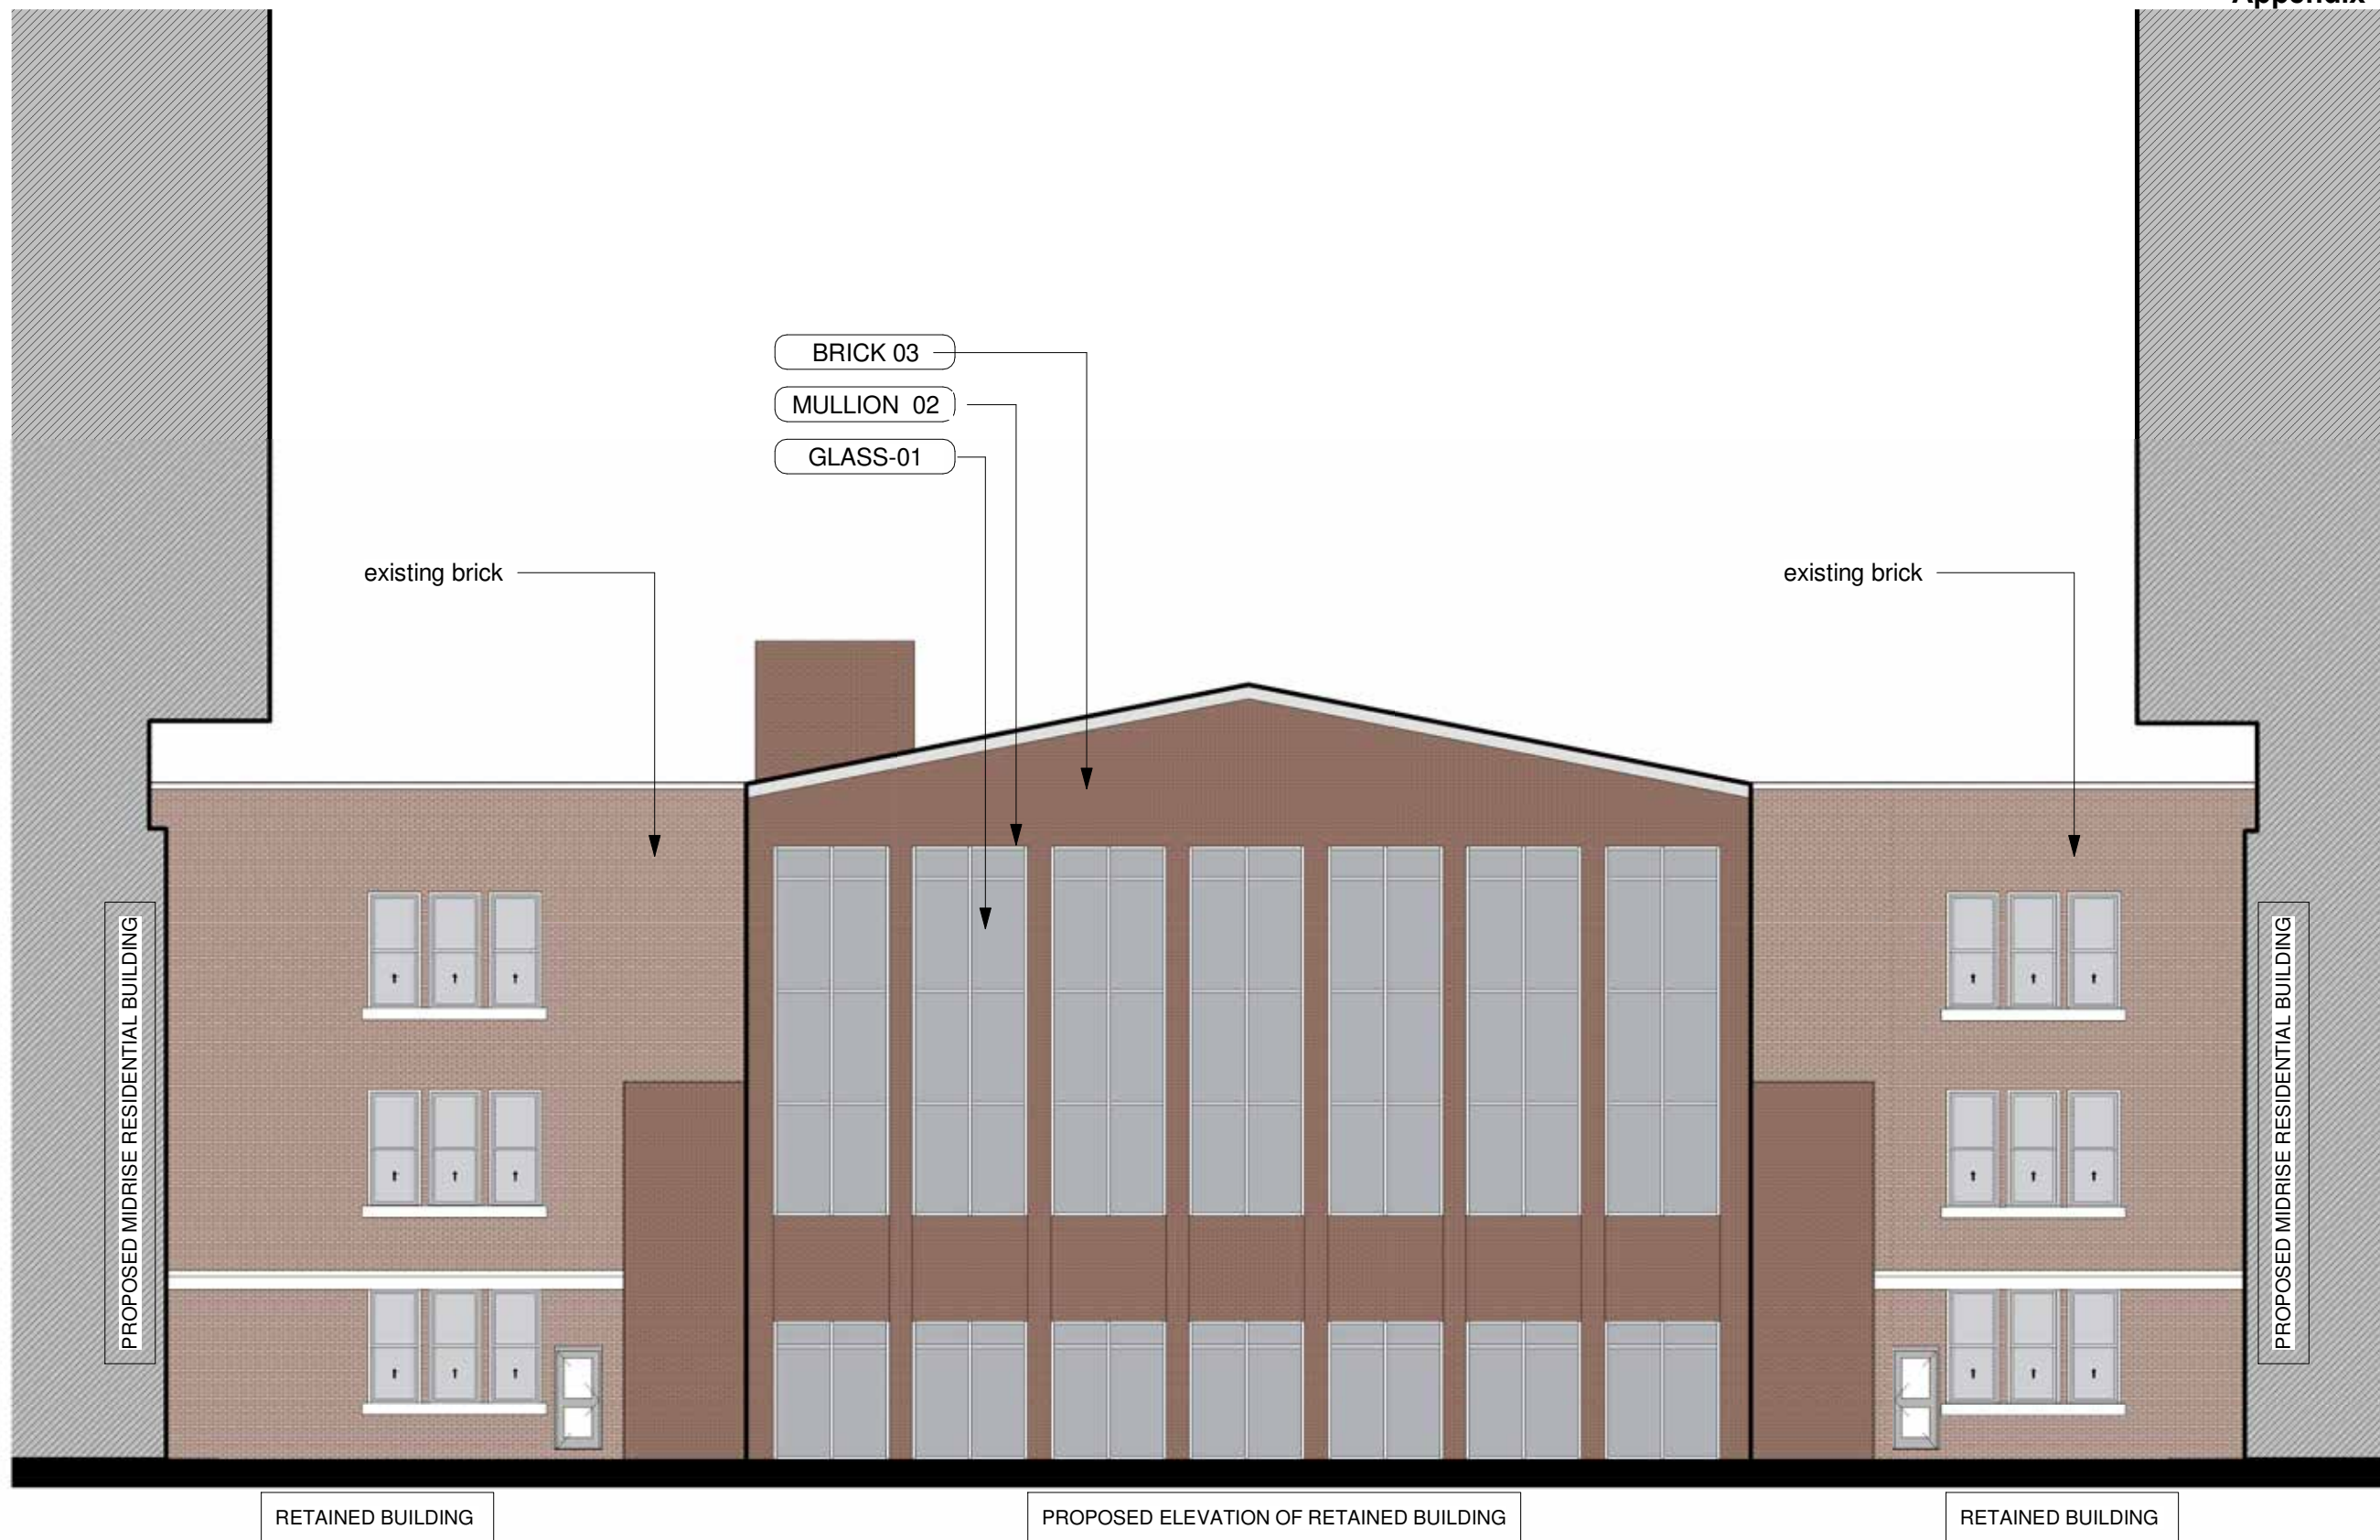 Appendix
BRICK 03
MULLION 02
GLASS-01
existing brick
existing brick
PROPOSED MIDRISE RESIDENTIAL BUILDING
PROPOSED MIDRISE RESIDENTIAL BUILDING
RETAINED BUILDING
PROPOSED ELEVATION OF RETAINED BUILDING
RETAINED BUILDING